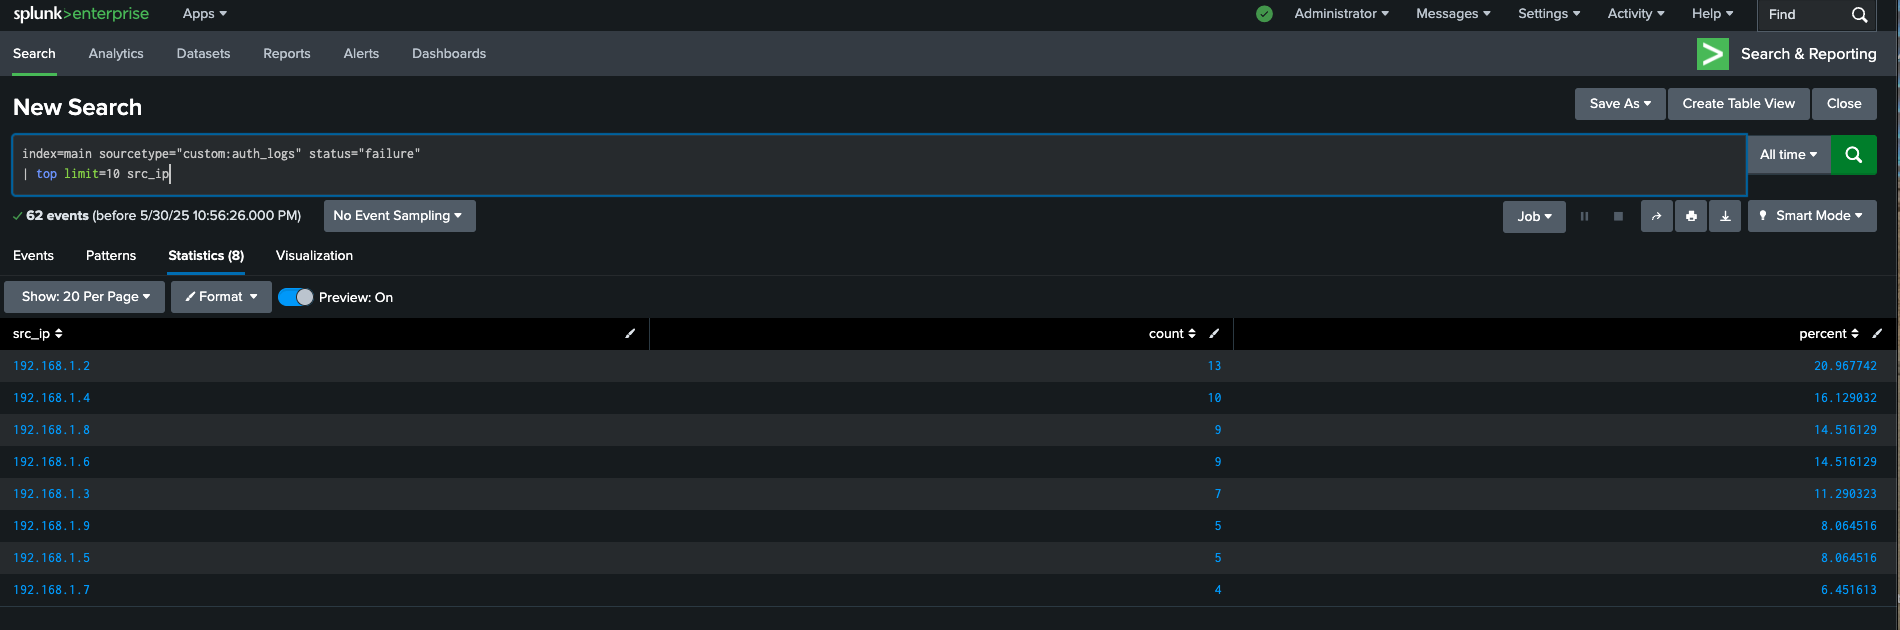 splunk>enterprise Apps Administrator Messages Settings Activity Help Find
Search Analytics Datasets Reports Alerts Dashboards Search & Reporting
New Search Save As Create Table View Close
index=main sourcetype="custom:auth_logs" status="failure"
| top limit=10 src_ip
All time
62 events (before 5/30/25 10:56:26.000 PM) No Event Sampling Job Smart Mode
Events Patterns Statistics (8) Visualization
Show: 20 Per Page Format Preview: On
src_ip count percent
192.168.1.2 13 20.967742
192.168.1.4 10 16.129032
192.168.1.8 9 14.516129
192.168.1.6 9 14.516129
192.168.1.3 7 11.290323
192.168.1.9 5 8.064516
192.168.1.5 5 8.064516
192.168.1.7 4 6.451613